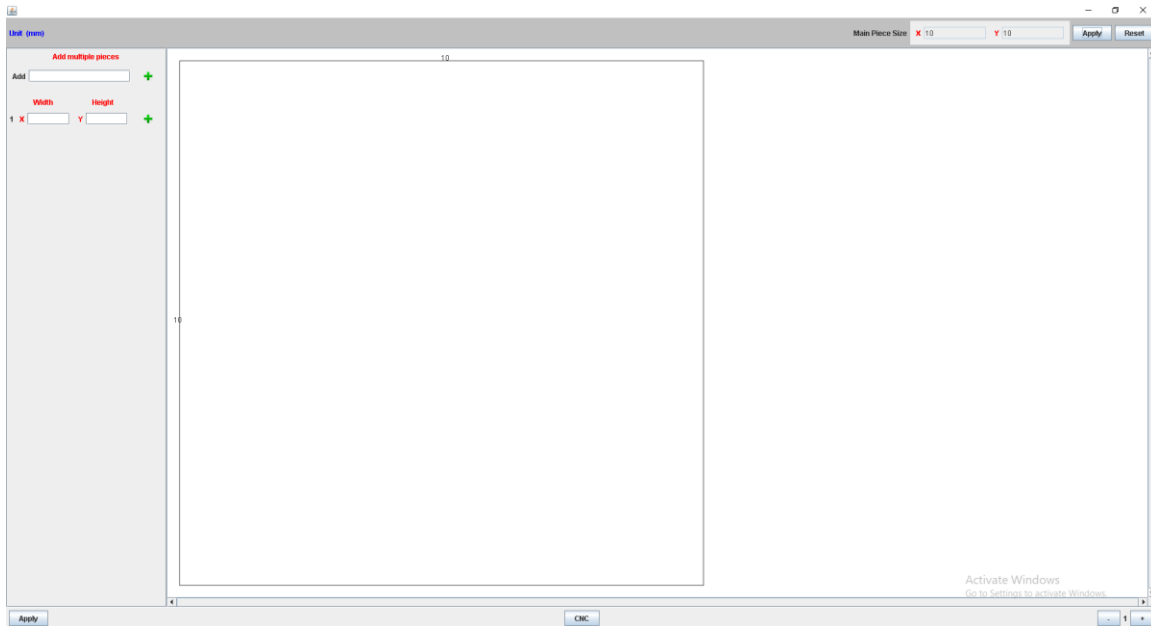 Unit (mm)
Main Piece Size X 10 Y 10 Apply Reset
Add multiple pieces
Add
Width Height
1 X Y
10
10
Activate Windows
Go to Settings to activate Windows.
Apply CNC - 1 +